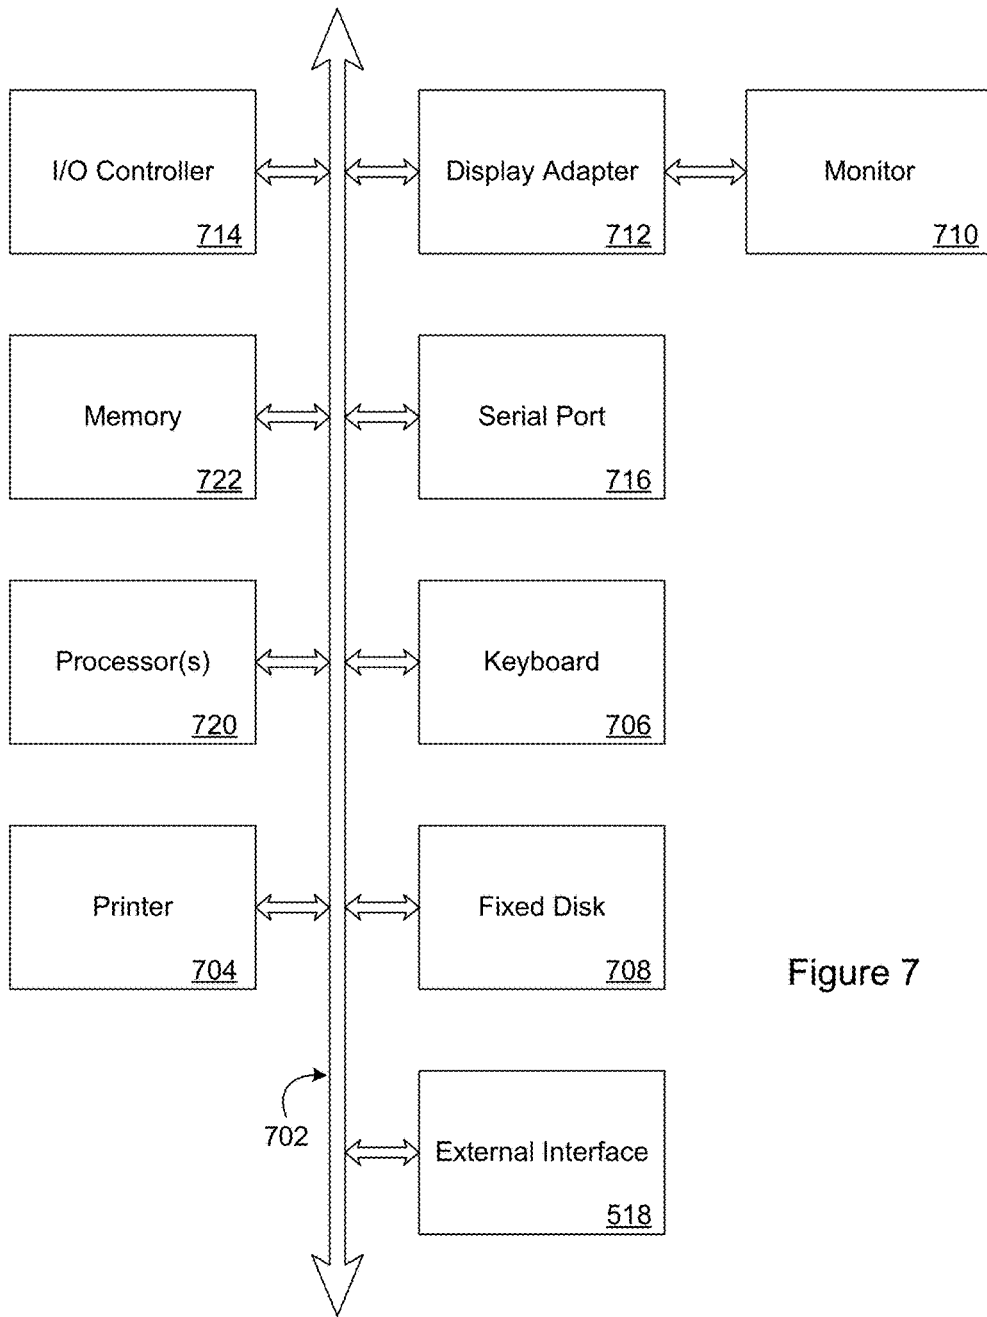 I/O Controller
714
Display Adapter
712
Monitor
710
Memory
722
Serial Port
716
Processor(s)
720
Keyboard
706
Printer
704
Fixed Disk
708
Figure 7
702
External Interface
518